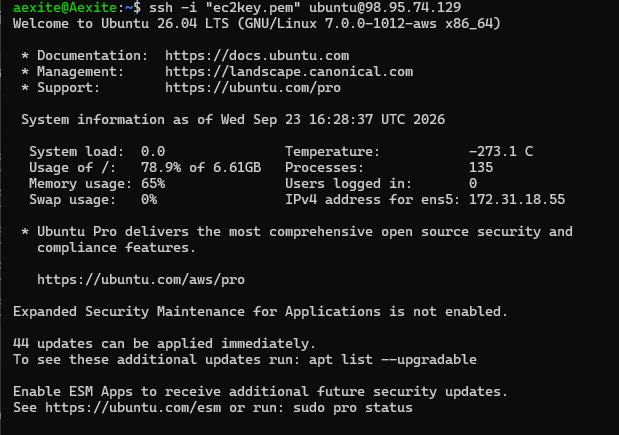 aexite@Aexite:~$ ssh -i "ec2key.pem" ubuntu@98.95.74.129
Welcome to Ubuntu 26.04 LTS (GNU/Linux 7.0.0-1012-aws x86_64)
* Documentation: https://docs.ubuntu.com
* Management: https://landscape.canonical.com
* Support: https://ubuntu.com/pro
System information as of Wed Sep 23 16:28:37 UTC 2026
System load: 0.0 Temperature: -273.1 C
Usage of /: 78.9% of 6.61GB Processes: 135
Memory usage: 65% Users logged in: 0
Swap usage: 0% IPv4 address for ens5: 172.31.18.55
* Ubuntu Pro delivers the most comprehensive open source security and
compliance features.
https://ubuntu.com/aws/pro
Expanded Security Maintenance for Applications is not enabled.
44 updates can be applied immediately.
To see these additional updates run: apt list --upgradable
Enable ESM Apps to receive additional future security updates.
See https://ubuntu.com/esm or run: sudo pro status